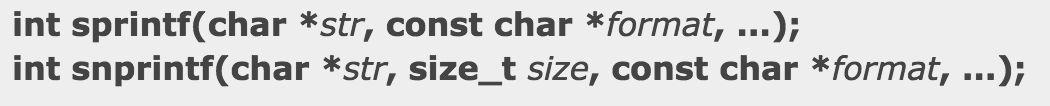 int sprintf(char *str, const char *format, ...);
int snprintf(char *str, size_t size, const char *format, ...);